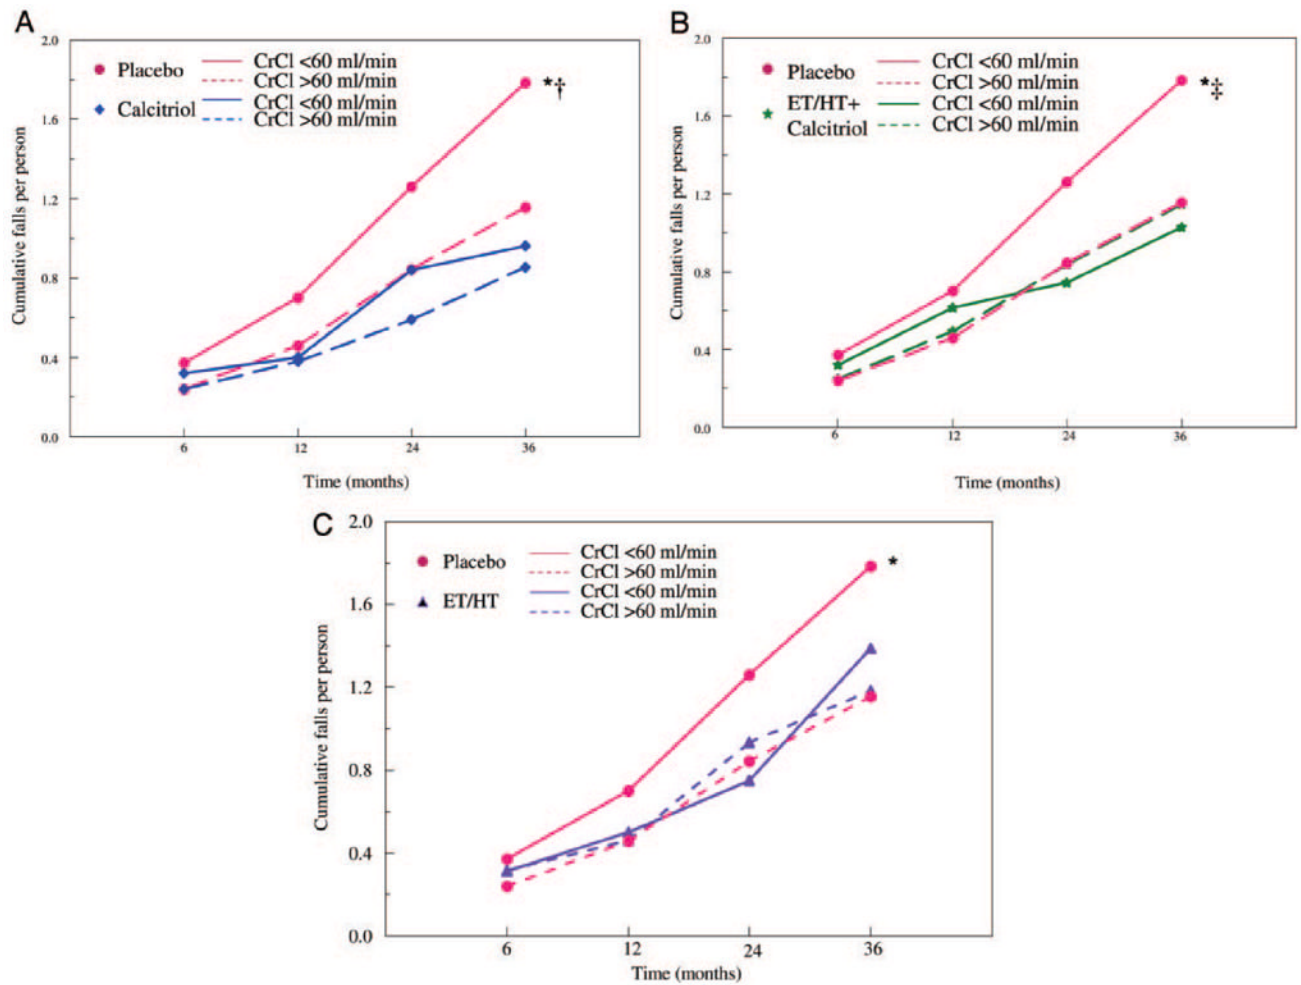 A
Placebo
CrCl <60 ml/min
CrCl >60 ml/min
Calcitriol
CrCl <60 ml/min
CrCl >60 ml/min
*†
Cumulative falls per person
2.0
1.6
1.2
0.8
0.4
0.0
6 12 24 36
Time (months)
B
Placebo
CrCl <60 ml/min
CrCl >60 ml/min
ET/HT+
Calcitriol
CrCl <60 ml/min
CrCl >60 ml/min
*‡
Cumulative falls per person
2.0
1.6
1.2
0.8
0.4
0.0
6 12 24 36
Time (months)
C
Placebo
CrCl <60 ml/min
CrCl >60 ml/min
ET/HT
CrCl <60 ml/min
CrCl >60 ml/min
*
Cumulative falls per person
2.0
1.6
1.2
0.8
0.4
0.0
6 12 24 36
Time (months)